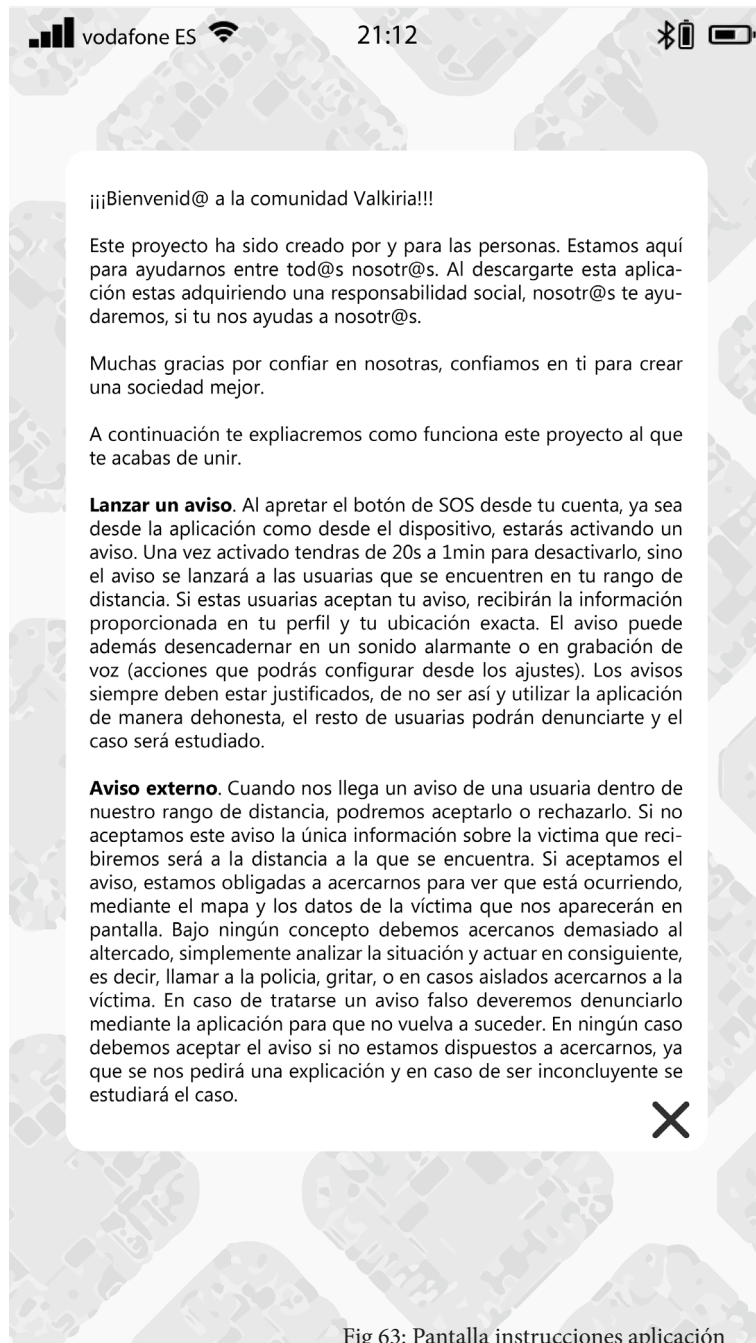 vodafone ES 21:12
¡¡¡Bienvenid@ a la comunidad Valkiria!!!
Este proyecto ha sido creado por y para las personas. Estamos aquí
para ayudarnos entre tod@s nosotr@s. Al descargarte esta aplica-
ción estas adquiriendo una responsabilidad social, nosotr@s te ayu-
daremos, si tu nos ayudas a nosotr@s.
Muchas gracias por confiar en nosotras, confiamos en ti para crear
una sociedad mejor.
A continuación te expliacremos como funciona este proyecto al que
te acabas de unir.
Lanzar un aviso. Al apretar el botón de SOS desde tu cuenta, ya sea
desde la aplicación como desde el dispositivo, estarás activando un
aviso. Una vez activado tendras de 20s a 1min para desactivarlo, sino
el aviso se lanzará a las usuarias que se encuentren en tu rango de
distancia. Si estas usuarias aceptan tu aviso, recibirán la información
proporcionada en tu perfil y tu ubicación exacta. El aviso puede
además desencadernar en un sonido alarmante o en grabación de
voz (acciones que podrás configurar desde los ajustes). Los avisos
siempre deben estar justificados, de no ser así y utilizar la aplicación
de manera dehonesta, el resto de usuarias podrán denunciarte y el
caso será estudiado.
Aviso externo. Cuando nos llega un aviso de una usuaria dentro de
nuestro rango de distancia, podremos aceptarlo o rechazarlo. Si no
aceptamos este aviso la única información sobre la victima que reci-
biremos será a la distancia a la que se encuentra. Si aceptamos el
aviso, estamos obligadas a acercarnos para ver que está ocurriendo,
mediante el mapa y los datos de la víctima que nos aparecerán en
pantalla. Bajo ningún concepto debemos acercanos demasiado al
altercado, simplemente analizar la situación y actuar en consiguiente,
es decir, llamar a la policia, gritar, o en casos aislados acercarnos a la
víctima. En caso de tratarse un aviso falso deveremos denunciarlo
mediante la aplicación para que no vuelva a suceder. En ningún caso
debemos aceptar el aviso si no estamos dispuestos a acercarnos, ya
que se nos pedirá una explicación y en caso de ser inconcluyente se
estudiará el caso.
Fig 63: Pantalla instrucciones aplicación